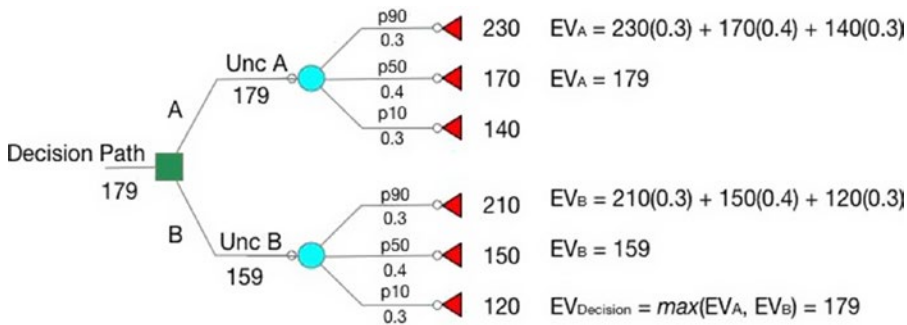 p90
0.3
230
EVA = 230(0.3) + 170(0.4) + 140(0.3)
Unc A
179
p50
0.4
170
EVA = 179
A
p10
0.3
140
Decision Path
179
p90
0.3
210
EVB = 210(0.3) + 150(0.4) + 120(0.3)
B
Unc B
159
p50
0.4
150
EVB = 159
p10
0.3
120
EVDecision = max(EVA, EVB) = 179